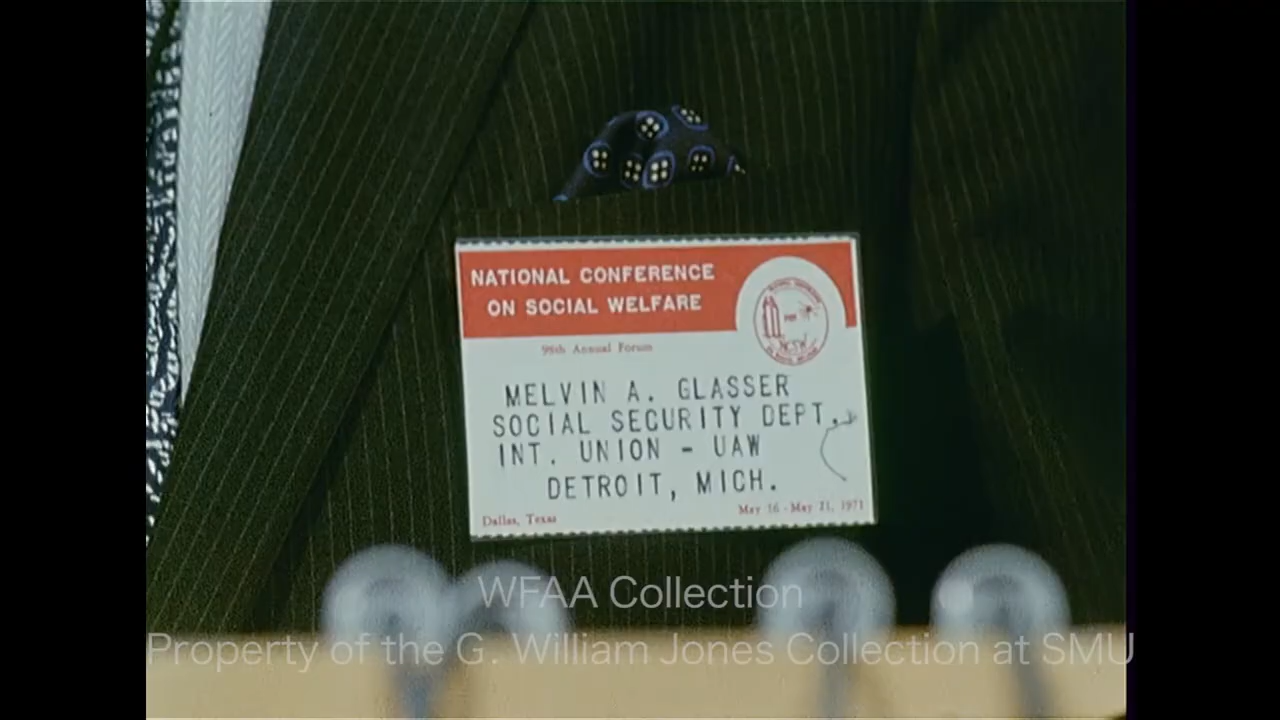 NATIONAL CONFERENCE
ON SOCIAL WELFARE
98th Annual Forum
MELVIN A. GLASSER
SOCIAL SECURITY DEPT.
INT. UNION - UAW
DETROIT, MICH.
Dallas, Texas
May 16 - May 21, 1971
WFAA Collection
Property of the G. William Jones Collection at SMU